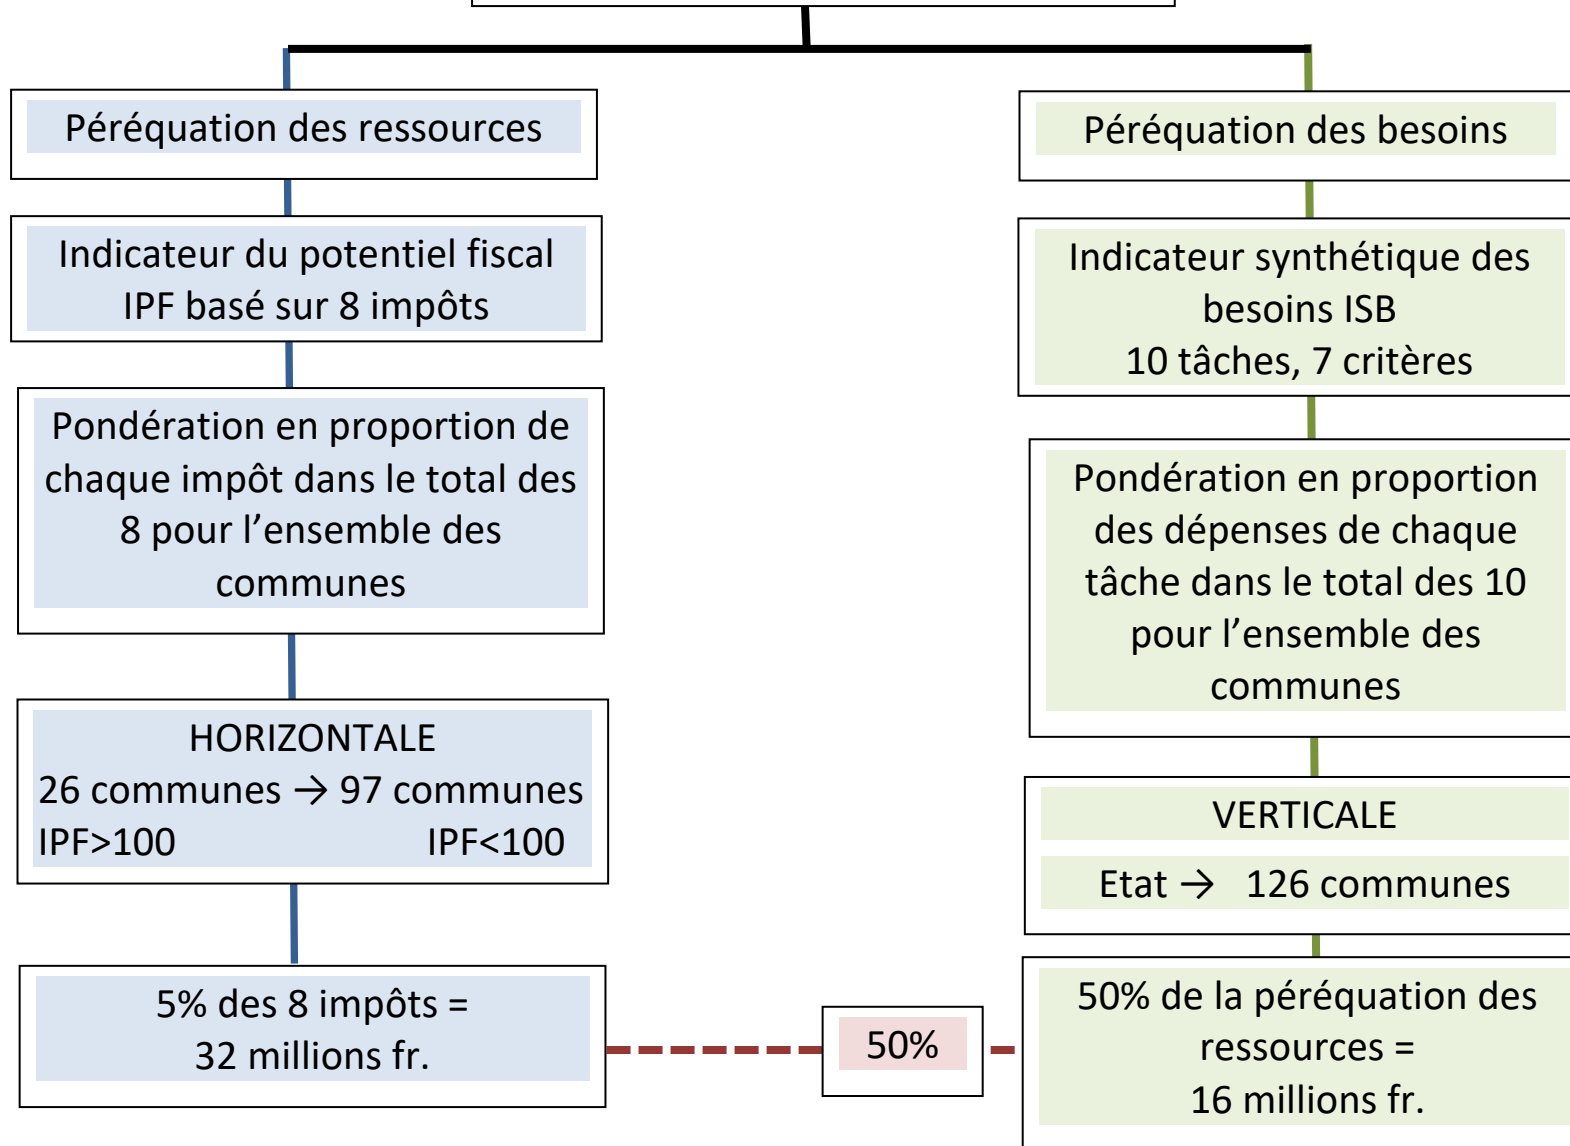 Péréquation des ressources
Indicateur du potentiel fiscal
IPF basé sur 8 impôts
Pondération en proportion de
chaque impôt dans le total des
8 pour l’ensemble des
communes
HORIZONTALE
26 communes → 97 communes
IPF>100 IPF<100
5% des 8 impôts =
32 millions fr.
50%
Péréquation des besoins
Indicateur synthétique des
besoins ISB
10 tâches, 7 critères
Pondération en proportion
des dépenses de chaque
tâche dans le total des 10
pour l’ensemble des
communes
VERTICALE
Etat → 126 communes
50% de la péréquation des
ressources =
16 millions fr.